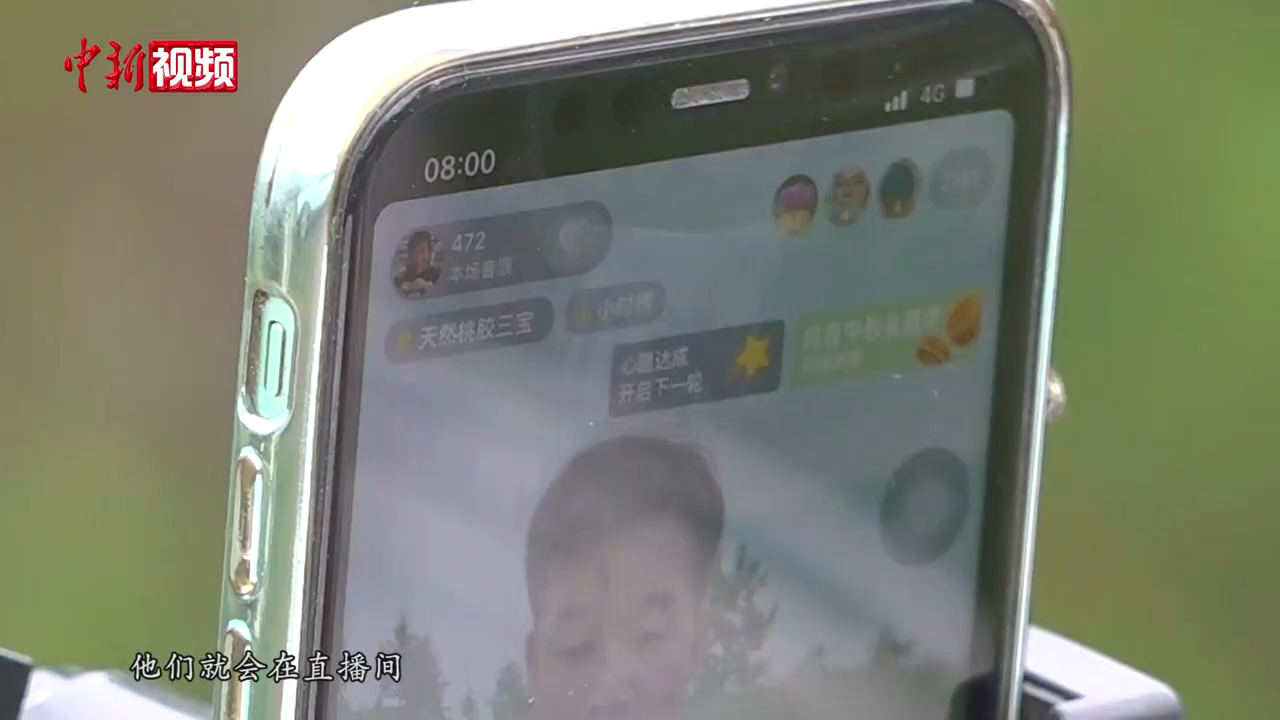 中新视频
4G
08:00
472
本场音浪
天然桃胶三宝
小时榜
心愿达成
开启下一轮
他们就会在直播间